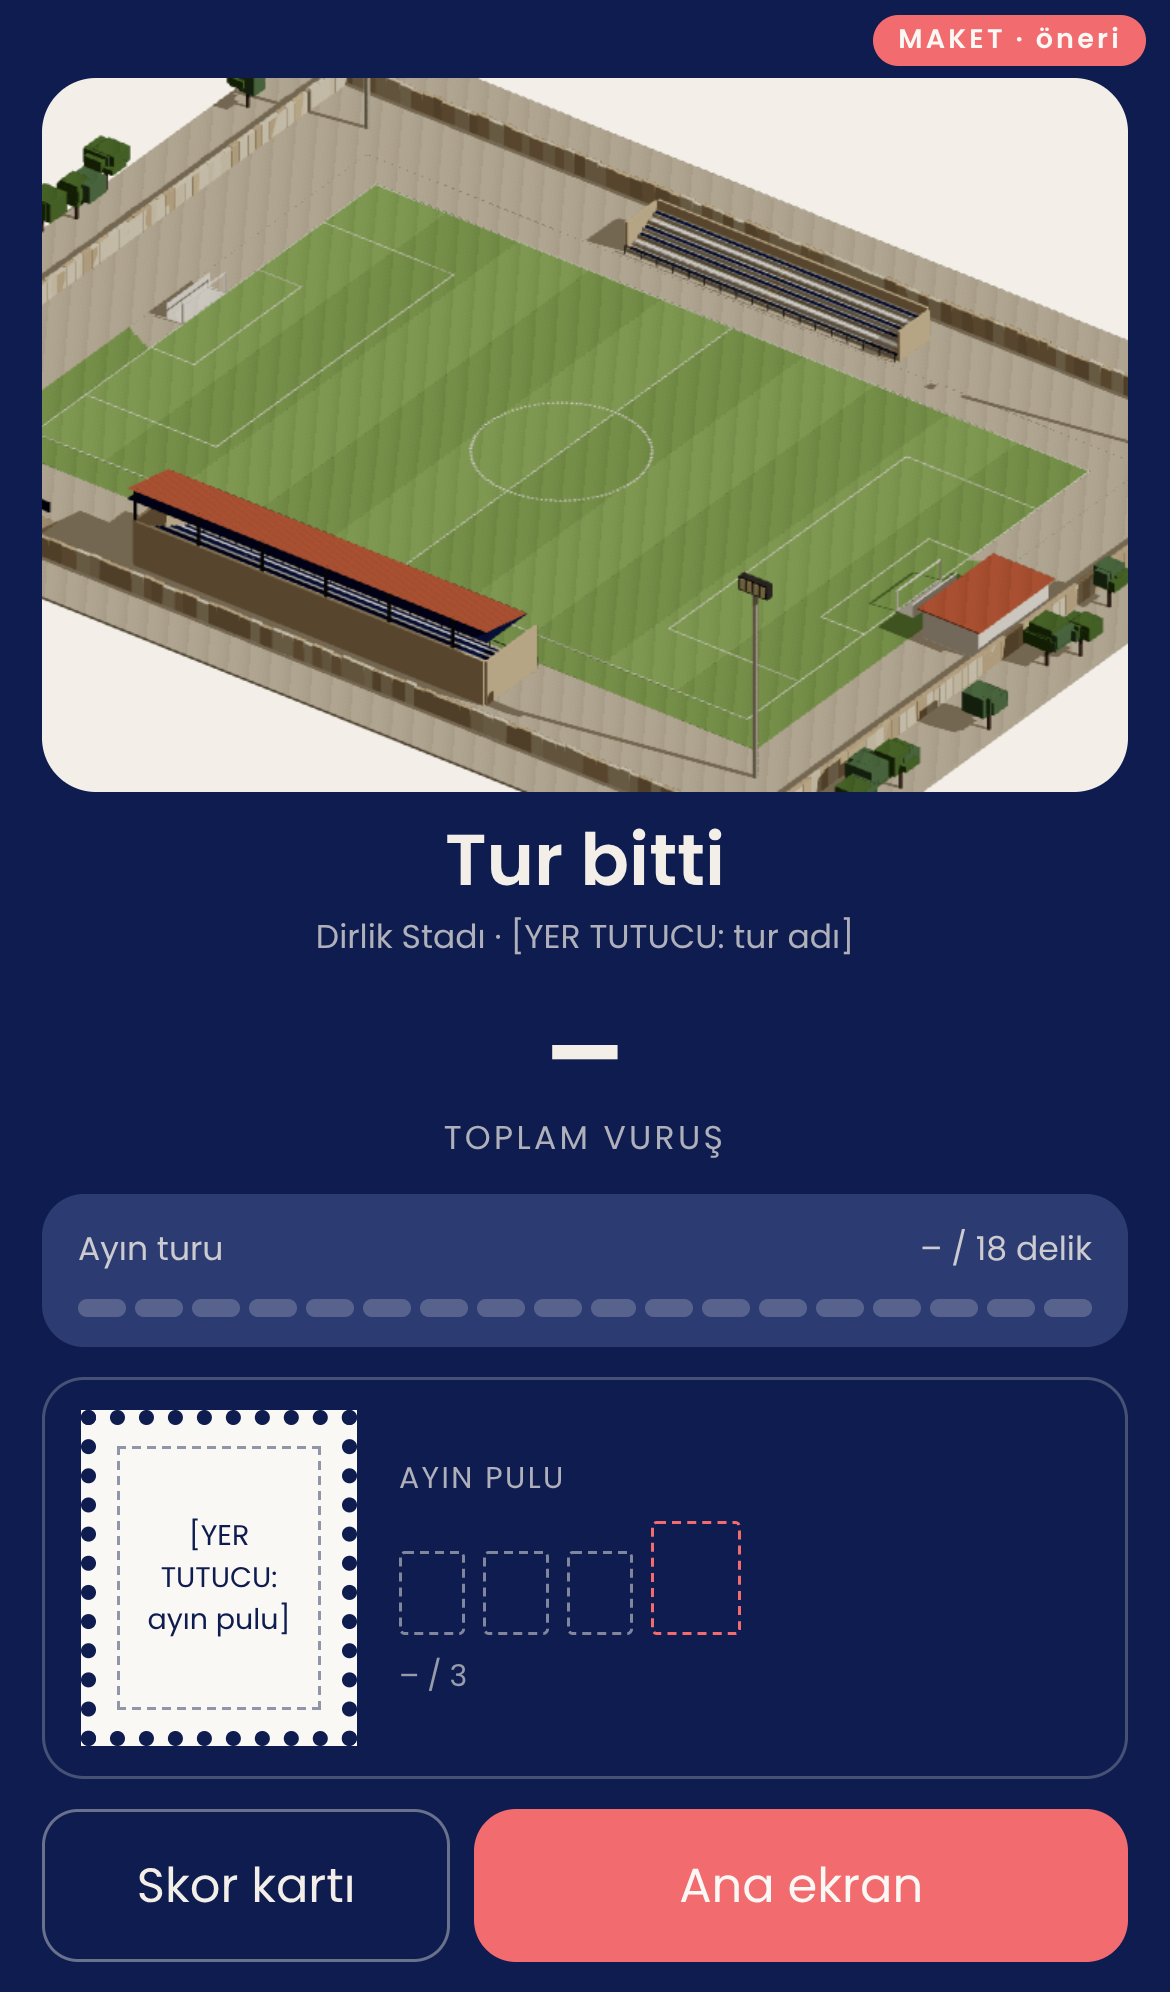 MAKET · öneri
Tur bitti
Dirlik Stadı · [YER TUTUCU: tur adı]
–
TOPLAM VURUŞ
Ayın turu
– / 18 delik
[YER
TUTUCU:
ayın pulu]
AYIN PULU
– / 3
Skor kartı
Ana ekran